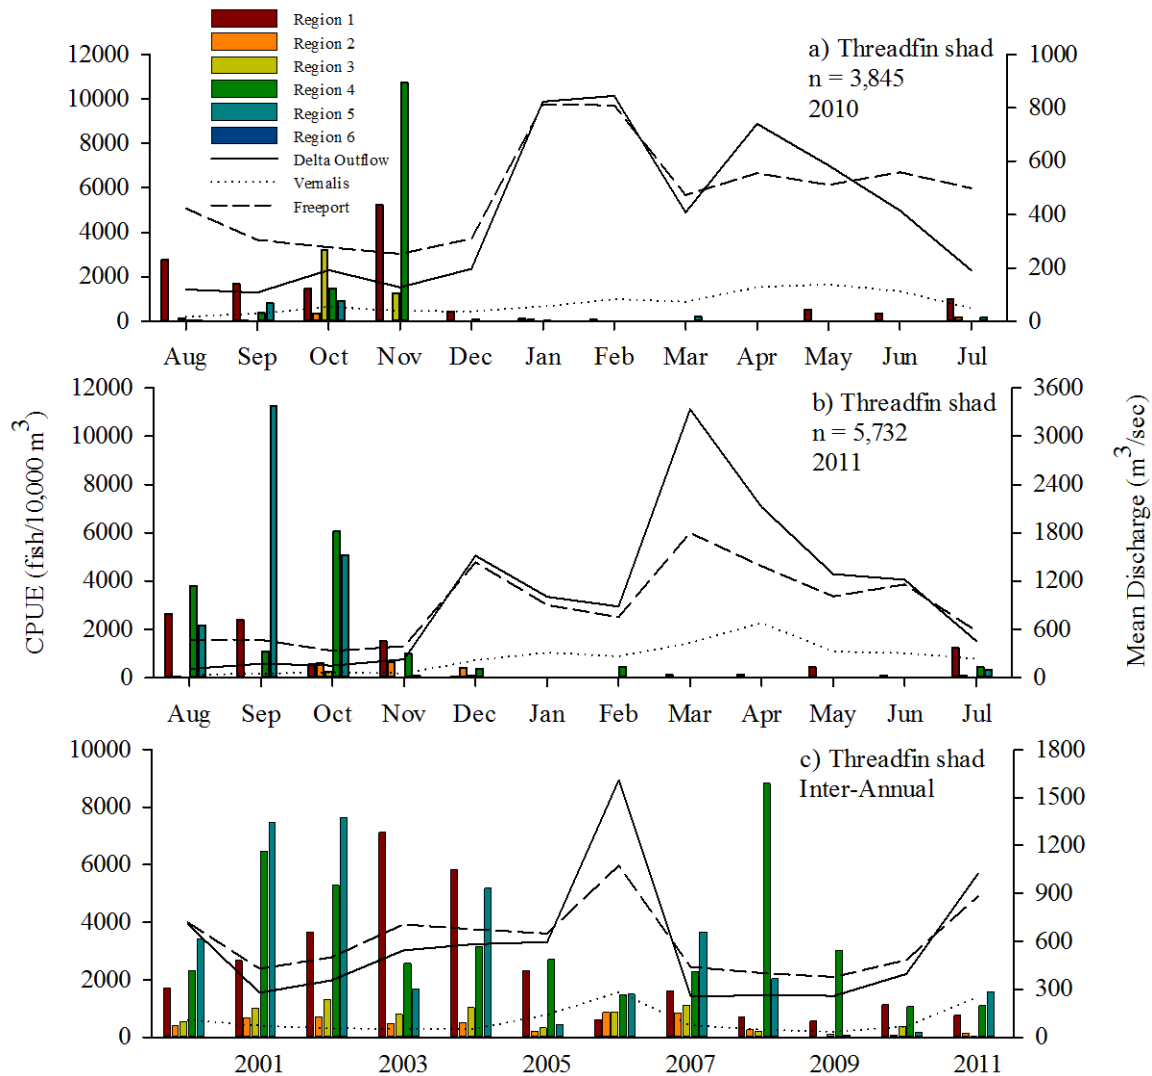 Region 1
Region 2
Region 3
Region 4
Region 5
Region 6
Delta Outflow
Vernalis
Freeport
a) Threadfin shad
n = 3,845
2010
12000
10000
8000
6000
4000
2000
0
1000
800
600
400
200
0
Aug Sep Oct Nov Dec Jan Feb Mar Apr May Jun Jul
b) Threadfin shad
n = 5,732
2011
12000
10000
8000
6000
4000
2000
0
3600
3000
2400
1800
1200
600
0
Aug Sep Oct Nov Dec Jan Feb Mar Apr May Jun Jul
CPUE (fish/10,000 m³)
Mean Discharge (m³/sec)
c) Threadfin shad
Inter-Annual
10000
8000
6000
4000
2000
0
1800
1500
1200
900
600
300
0
2001 2003 2005 2007 2009 2011